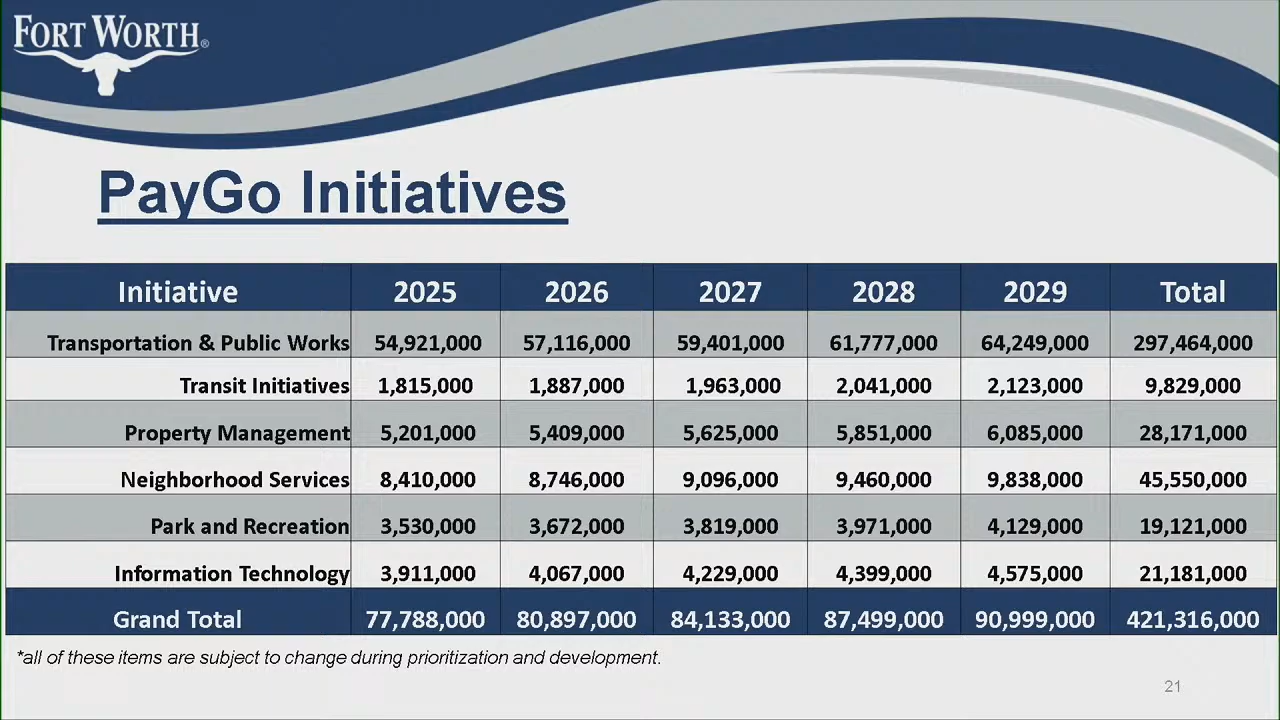 FORT WORTH®
PayGo Initiatives
Initiative 2025 2026 2027 2028 2029 Total
Transportation & Public Works 54,921,000 57,116,000 59,401,000 61,777,000 64,249,000 297,464,000
Transit Initiatives 1,815,000 1,887,000 1,963,000 2,041,000 2,123,000 9,829,000
Property Management 5,201,000 5,409,000 5,625,000 5,851,000 6,085,000 28,171,000
Neighborhood Services 8,410,000 8,746,000 9,096,000 9,460,000 9,838,000 45,550,000
Park and Recreation 3,530,000 3,672,000 3,819,000 3,971,000 4,129,000 19,121,000
Information Technology 3,911,000 4,067,000 4,229,000 4,399,000 4,575,000 21,181,000
Grand Total 77,788,000 80,897,000 84,133,000 87,499,000 90,999,000 421,316,000
*all of these items are subject to change during prioritization and development.
21